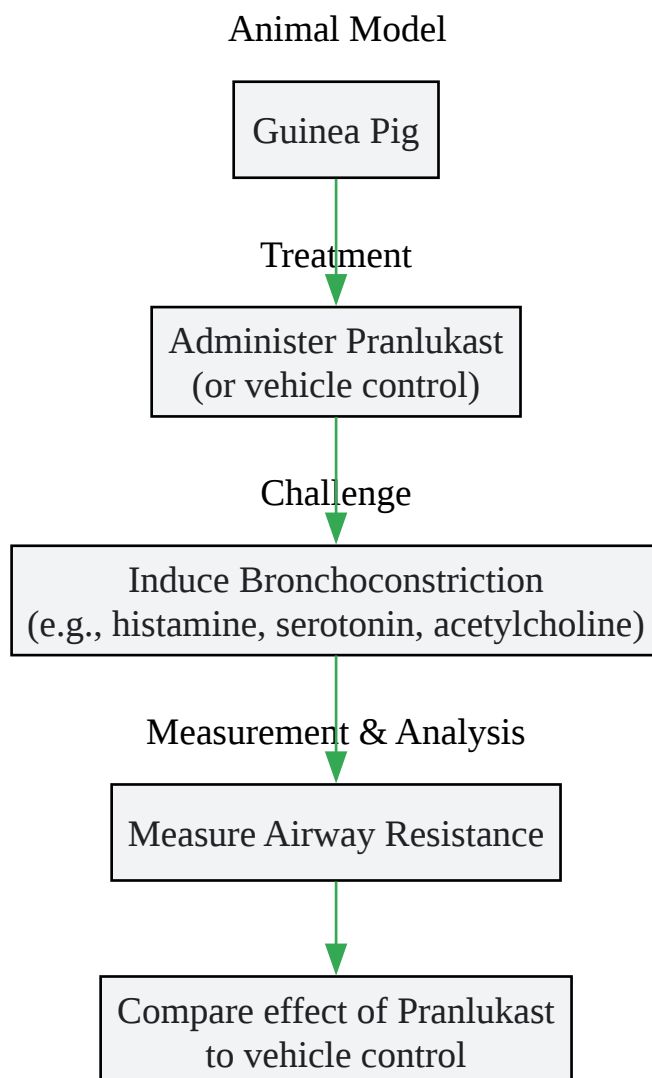 Animal Model
Guinea Pig
Treatment
Administer Pranlukast
(or vehicle control)
Challenge
Induce Bronchoconstriction
(e.g., histamine, serotonin, acetylcholine)
Measurement & Analysis
Measure Airway Resistance
Compare effect of Pranlukast
to vehicle control